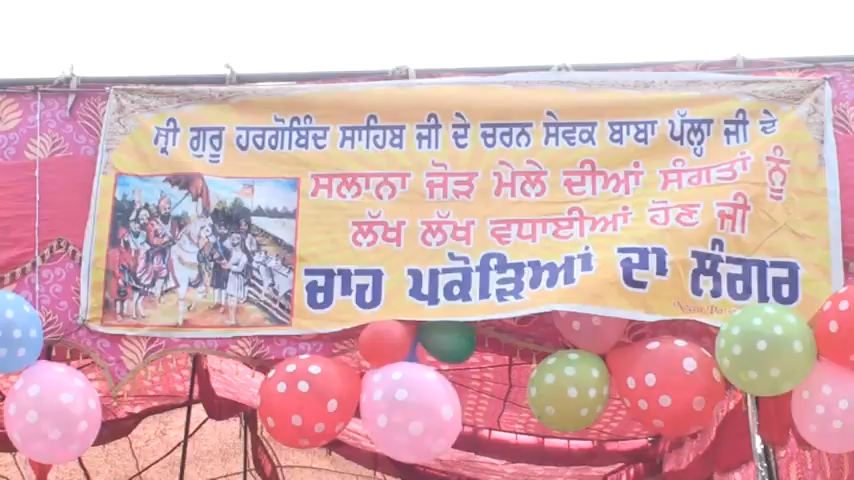 ਸ੍ਰੀ ਗੁਰੂ ਹਰਗੋਬਿੰਦ ਸਾਹਿਬ ਜੀ ਦੇ ਚਰਨ ਸੇਵਕ ਬਾਬਾ ਪੱਲ੍ਹਾ ਜੀ ਦੇ
ਸਲਾਨਾ ਜੋੜ ਮੇਲੇ ਦੀਆਂ ਸੰਗਤਾਂ ਨੂੰ
ਲੱਖ ਲੱਖ ਵਧਾਈਆਂ ਹੋਣ ਜੀ
ਚਾਹ ਪਕੋੜਿਆਂ ਦਾ ਲੰਗਰ